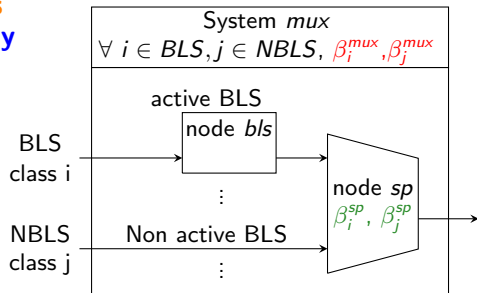 s
y
System mux
∀ i ∈ BLS, j ∈ NBLS, β_i^{mux}, β_j^{mux}
active BLS
node bls
BLS
class i
⋮
node sp
β_i^{sp}, β_j^{sp}
NBLS
class j
Non active BLS
⋮